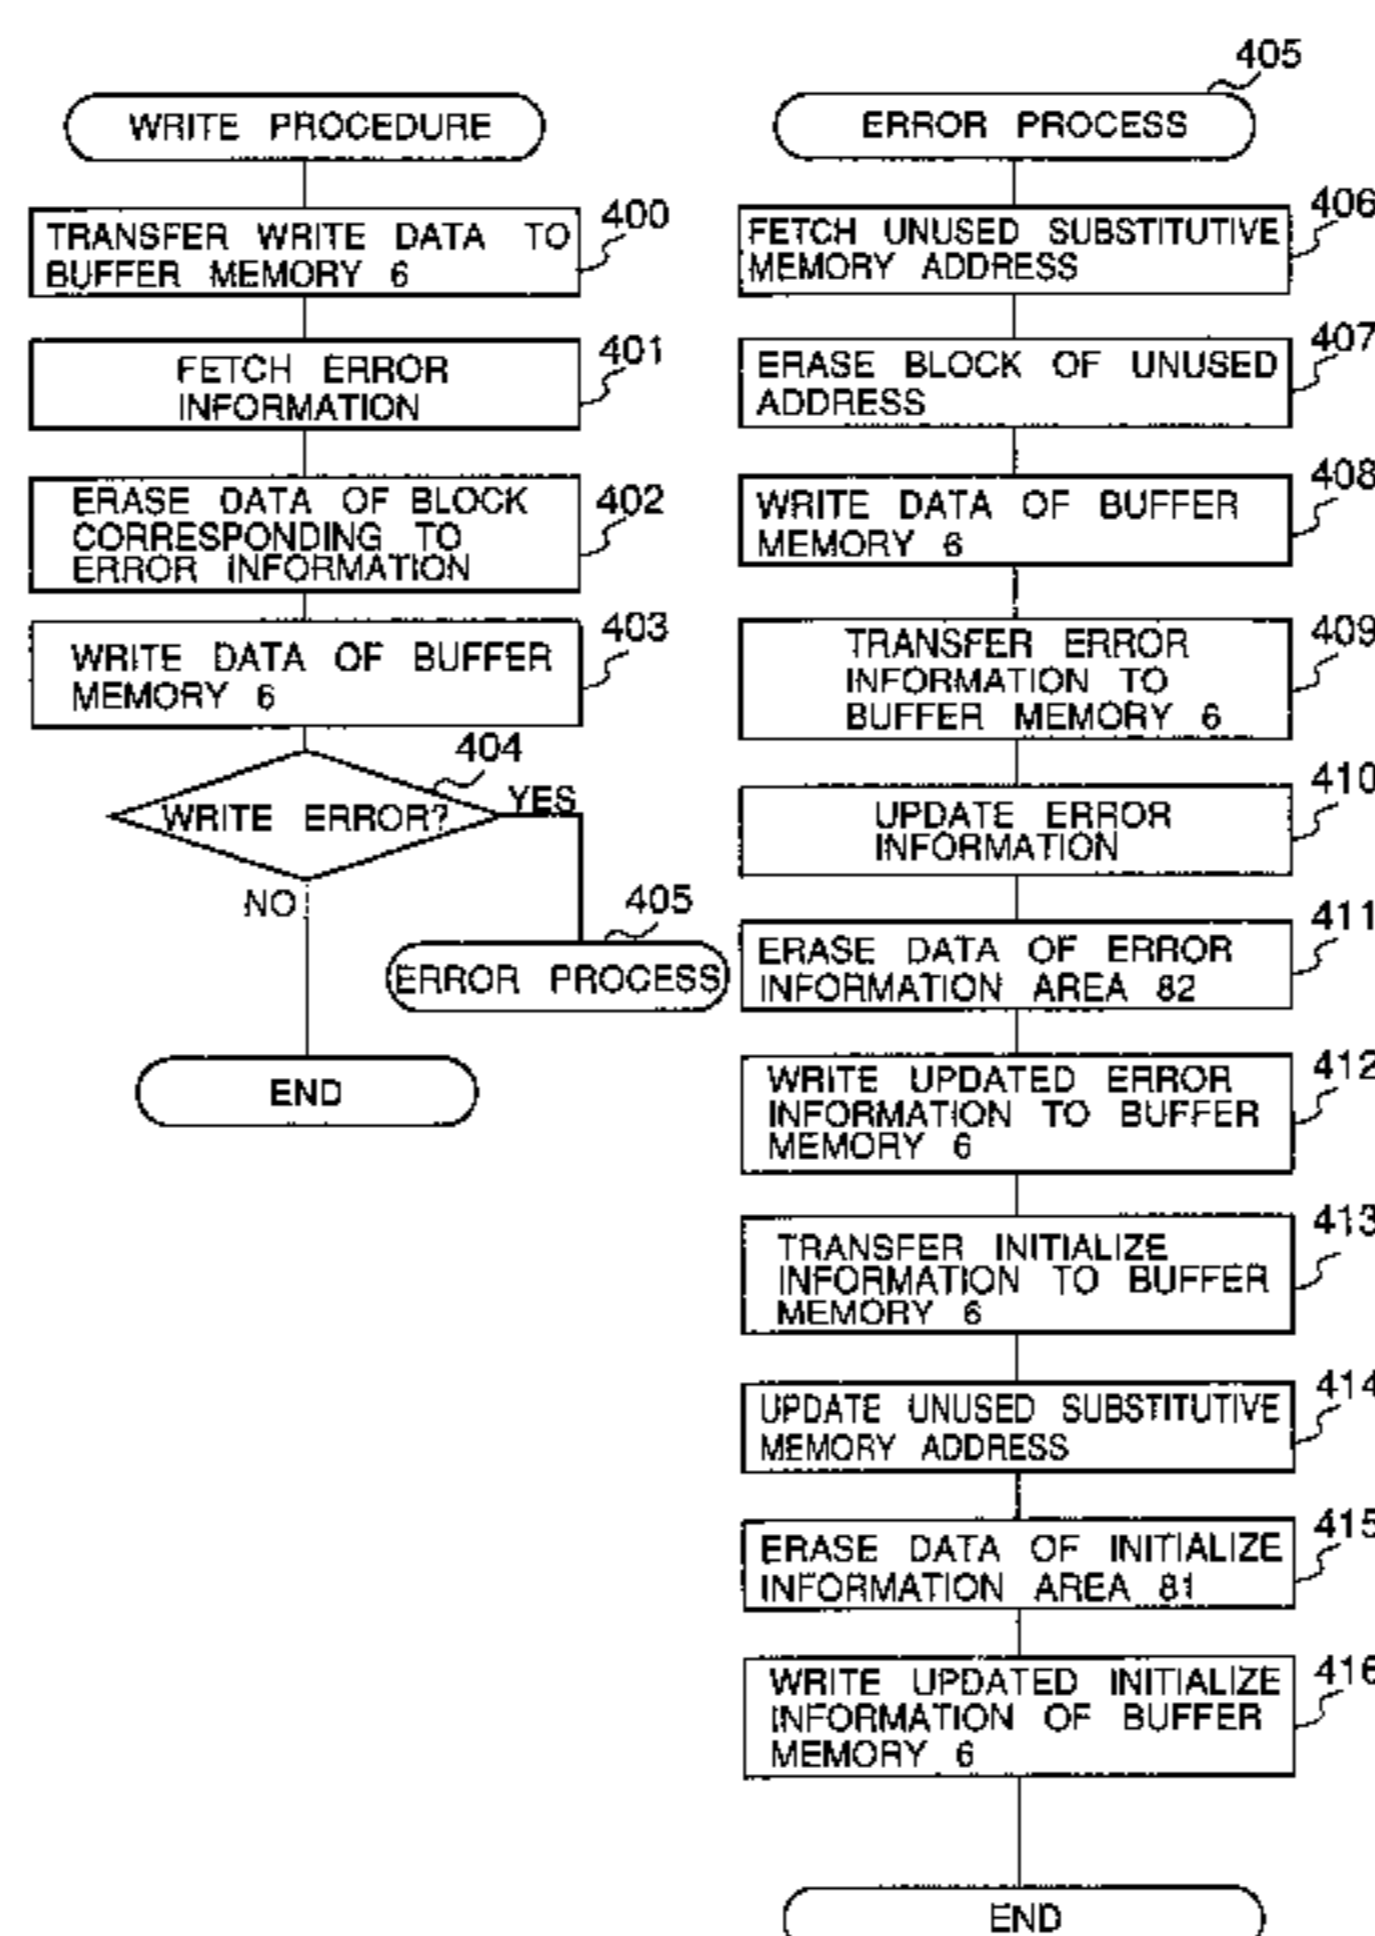 WRITE PROCEDURE
400
TRANSFER WRITE DATA TO
BUFFER MEMORY 6
401
FETCH ERROR
INFORMATION
402
ERASE DATA OF BLOCK
CORRESPONDING TO
ERROR INFORMATION
403
WRITE DATA OF BUFFER
MEMORY 6
404
WRITE ERROR?
YES
NO
405
ERROR PROCESS
END
405
ERROR PROCESS
406
FETCH UNUSED SUBSTITUTIVE
MEMORY ADDRESS
407
ERASE BLOCK OF UNUSED
ADDRESS
408
WRITE DATA OF BUFFER
MEMORY 6
409
TRANSFER ERROR
INFORMATION TO
BUFFER MEMORY 6
410
UPDATE ERROR
INFORMATION
411
ERASE DATA OF ERROR
INFORMATION AREA 82
412
WRITE UPDATED ERROR
INFORMATION TO BUFFER
MEMORY 6
413
TRANSFER INITIALIZE
INFORMATION TO BUFFER
MEMORY 6
414
UPDATE UNUSED SUBSTITUTIVE
MEMORY ADDRESS
415
ERASE DATA OF INITIALIZE
INFORMATION AREA 81
416
WRITE UPDATED INITIALIZE
INFORMATION OF BUFFER
MEMORY 6
END